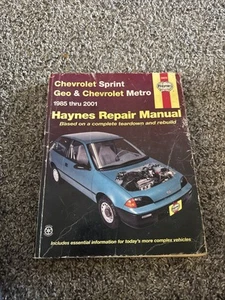 Chevrolet Sprint
Geo & Chevrolet Metro
1985 thru 2001
Haynes Repair Manual
Based on a complete teardown and rebuild
Includes essential information for today's more complex vehicles